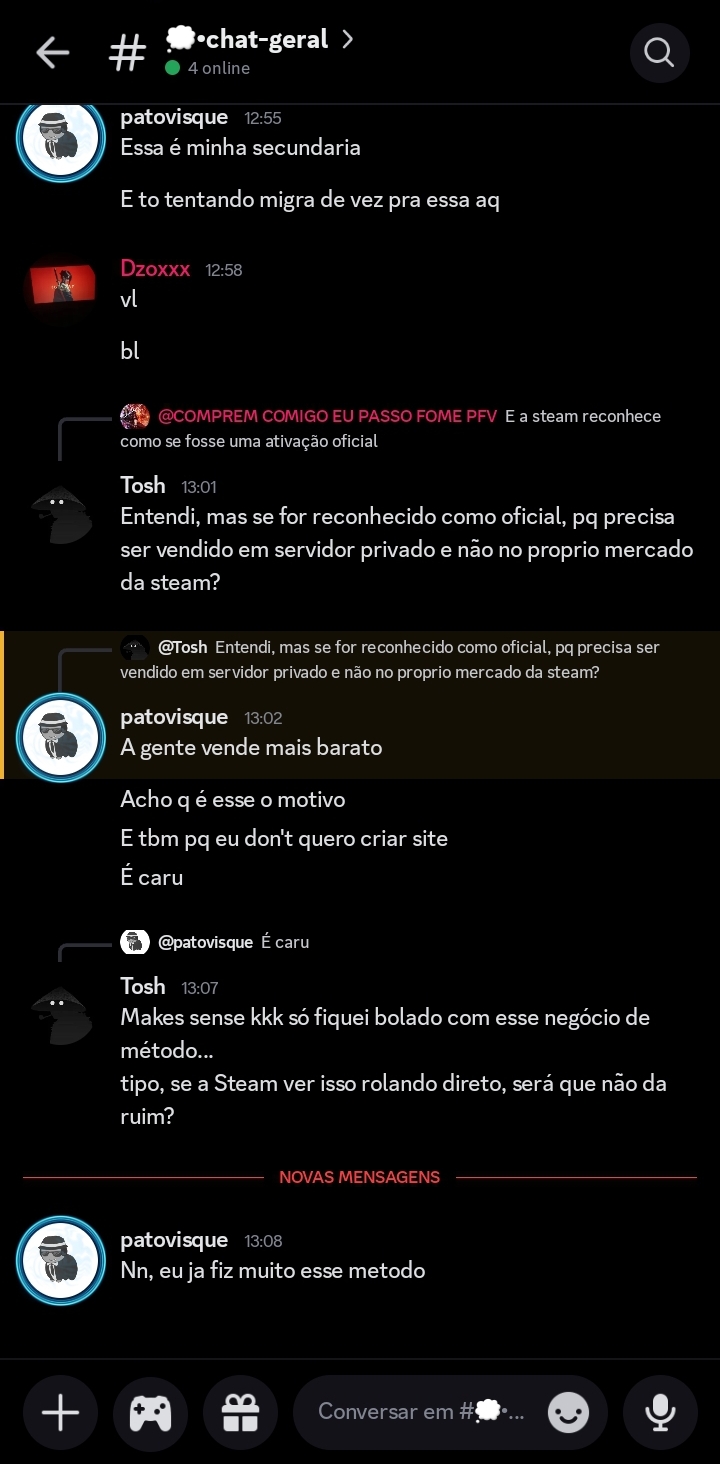 •chat-geral
4 online
patovisque 12:55
Essa é minha secundaria
E to tentando migra de vez pra essa aq
Dzoxxx 12:58
vl
bl
@COMPREM COMIGO EU PASSO FOME PFV E a steam reconhece
como se fosse uma ativação oficial
Tosh 13:01
Entendi, mas se for reconhecido como oficial, pq precisa
ser vendido em servidor privado e não no proprio mercado
da steam?
@Tosh Entendi, mas se for reconhecido como oficial, pq precisa ser
vendido em servidor privado e não no proprio mercado da steam?
patovisque 13:02
A gente vende mais barato
Acho q é esse o motivo
E tbm pq eu don't quero criar site
É caru
@patovisque É caru
Tosh 13:07
Makes sense kkk só fiquei bolado com esse negócio de
método...
tipo, se a Steam ver isso rolando direto, será que não da
ruim?
NOVAS MENSAGENS
patovisque 13:08
Nn, eu ja fiz muito esse metodo
Conversar em #💭•...